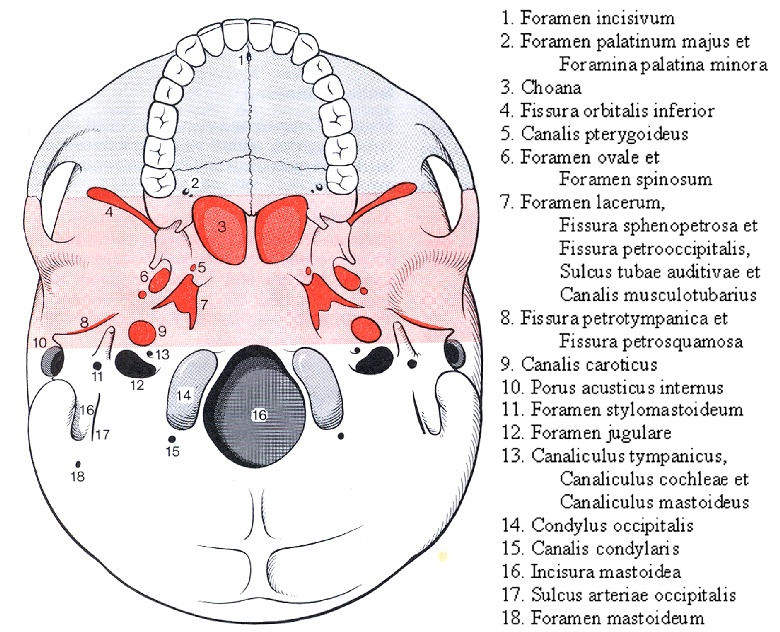 1. Foramen incisivum
2. Foramen palatinum majus et
Foramina palatina minora
3. Choana
4. Fissura orbitalis inferior
5. Canalis pterygoideus
6. Foramen ovale et
Foramen spinosum
7. Foramen lacerum,
Fissura sphenopetrosa et
Fissura petrooccipitalis,
Sulcus tubae auditivae et
Canalis musculotubarius
8. Fissura petrotympanica et
Fissura petrosquamosa
9. Canalis caroticus
10. Porus acusticus internus
11. Foramen stylomastoideum
12. Foramen jugulare
13. Canaliculus tympanicus,
Canaliculus cochleae et
Canaliculus mastoideus
14. Condylus occipitalis
15. Canalis condylaris
16. Incisura mastoidea
17. Sulcus arteriae occipitalis
18. Foramen mastoideum
1
2
4
3
5
6
7
8
9
10
13
11
12
14
16
16
17
15
18